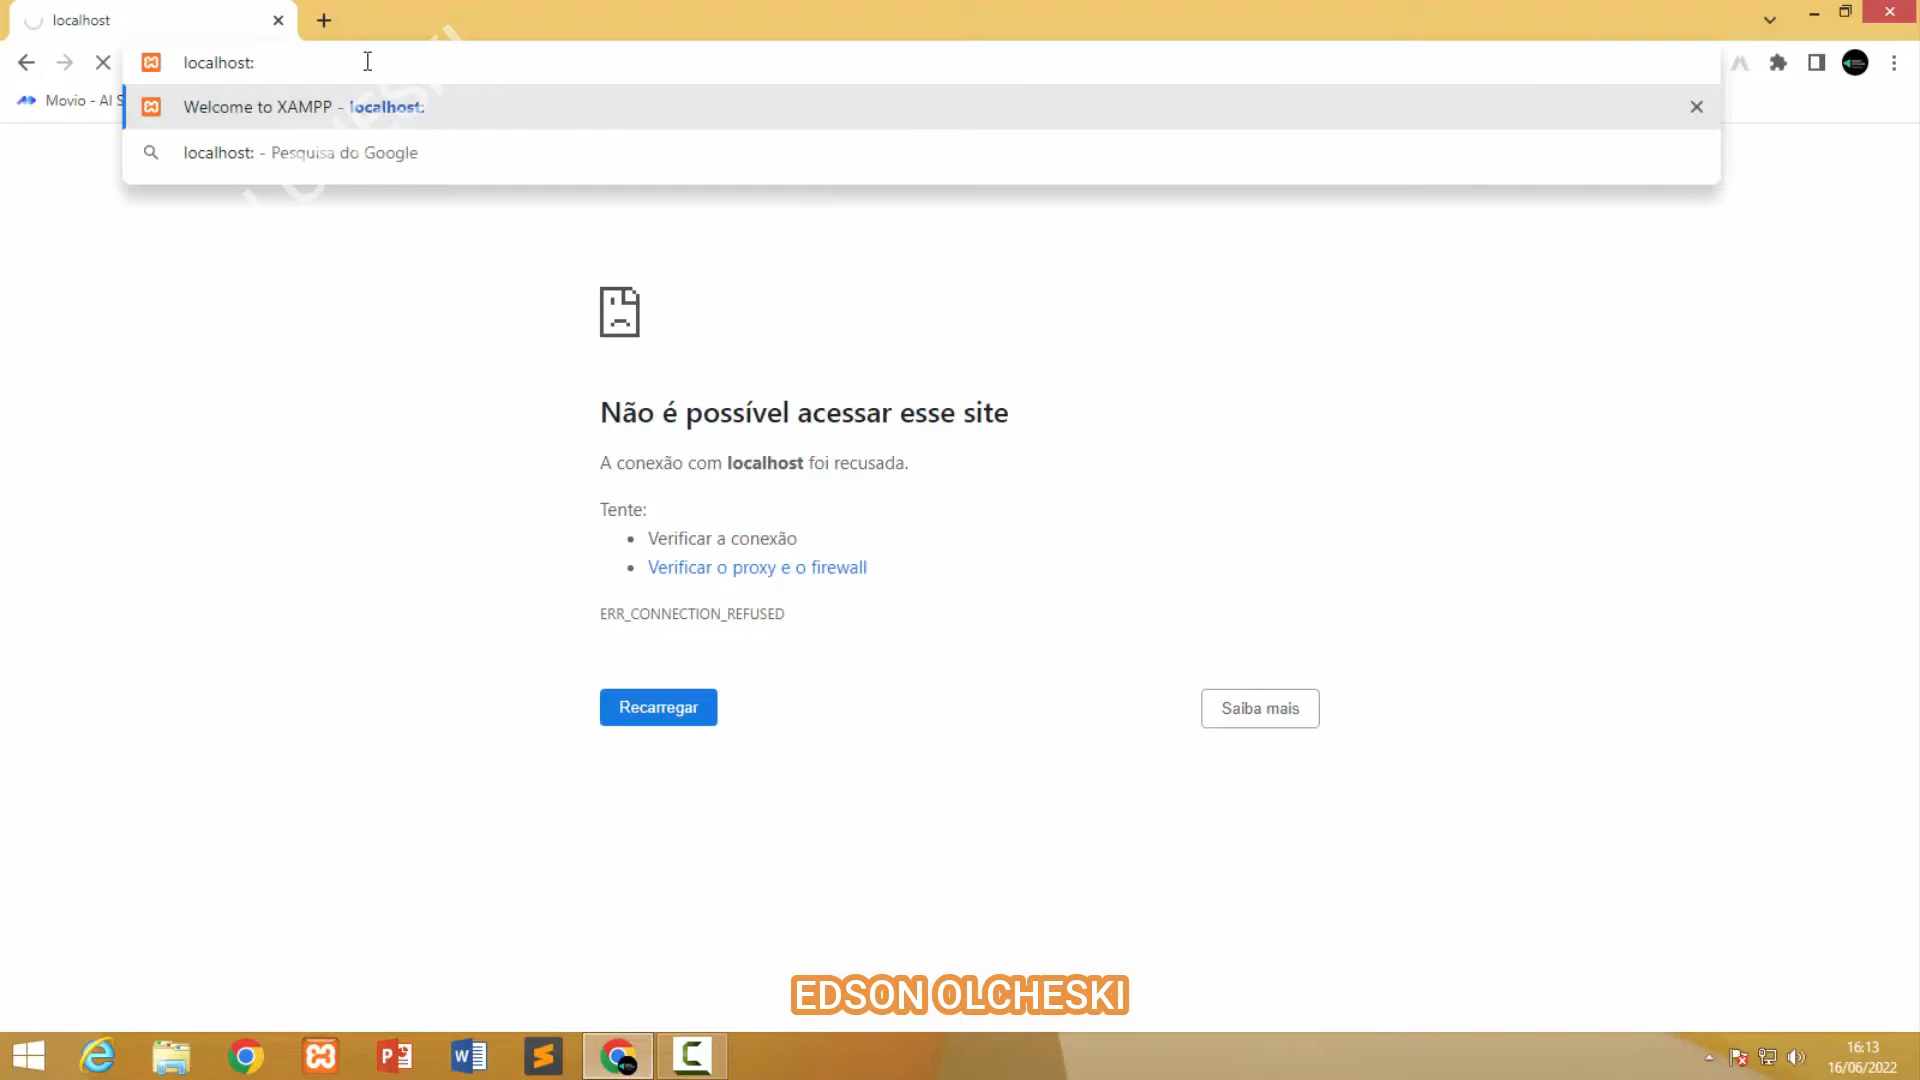 localhost
localhost:
Welcome to XAMPP - localhost:
localhost: - Pesquisa do Google
Movio - AI S
Não é possível acessar esse site
A conexão com localhost foi recusada.
Tente:
Verificar a conexão
Verificar o proxy e o firewall
ERR_CONNECTION_REFUSED
Recarregar
Saiba mais
EDSON OLCHESKI
16:13
16/06/2022